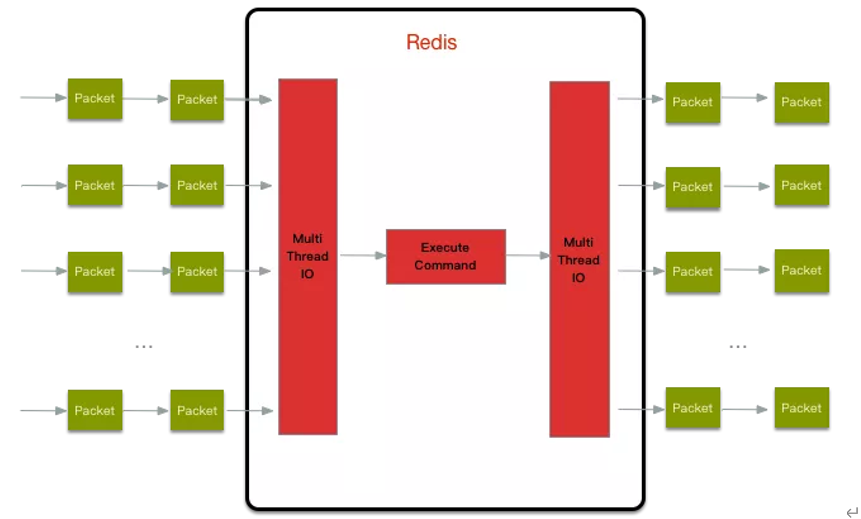 Redis
Packet
Packet
Packet
Packet
Packet
Packet
Packet
Packet
Packet
Packet
Packet
Packet
Multi
Thread
IO
Execute
Command
Multi
Thread
IO
Packet
Packet
...
...
Packet
Packet